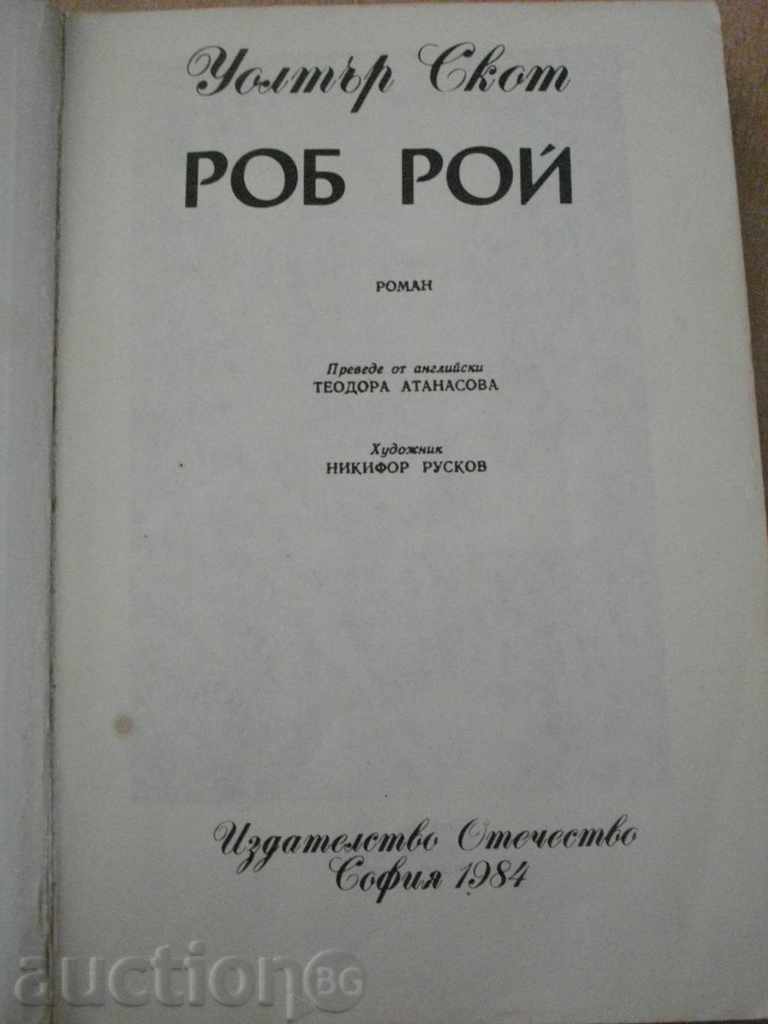 Уолтър Скот
РОБ РОЙ
РОМАН
Преведе от английски
ТЕОДОРА АТАНАСОВА
Художник
НИКИФОР РУСКОВ
Издателство Отечество
София 1984
auction BG